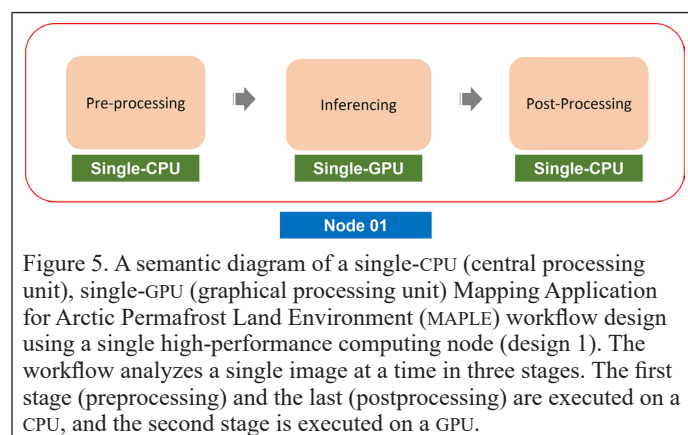 Pre-processing
Inferencing
Post-Processing
Single-CPU
Single-GPU
Single-CPU
Node 01
Figure 5. A semantic diagram of a single-CPU (central processing
unit), single-GPU (graphical processing unit) Mapping Application
for Arctic Permafrost Land Environment (MAPLE) workflow design
using a single high-performance computing node (design 1). The
workflow analyzes a single image at a time in three stages. The first
stage (preprocessing) and the last (postprocessing) are executed on a
CPU, and the second stage is executed on a GPU.